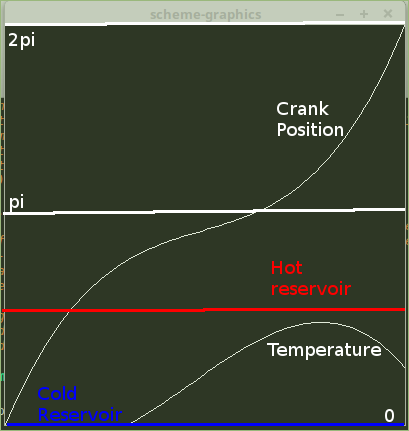 scheme-graphics
2pi
Crank
Position
pi
Hot
reservoir
Temperature
Cold
Reservoir
0